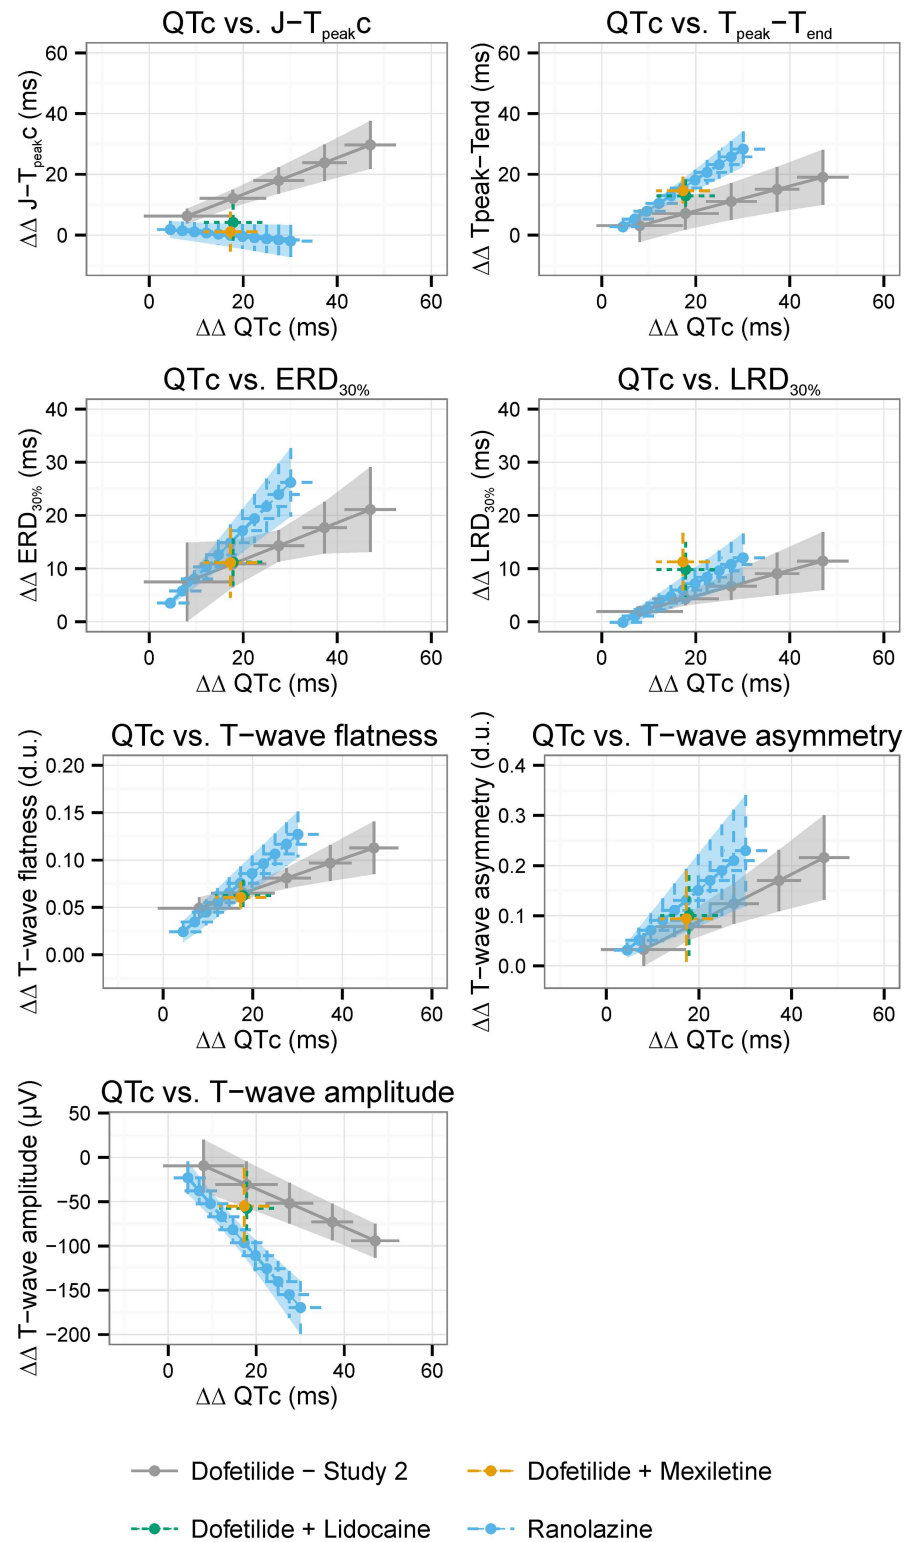 QTc vs. J−Tpeakc
ΔΔ J−Tpeakc (ms)
60
40
20
0
0 20 40 60
ΔΔ QTc (ms)
QTc vs. Tpeak−Tend
ΔΔ Tpeak−Tend (ms)
60
40
20
0
0 20 40 60
ΔΔ QTc (ms)
QTc vs. ERD30%
ΔΔ ERD30% (ms)
40
30
20
10
0
0 20 40 60
ΔΔ QTc (ms)
QTc vs. LRD30%
ΔΔ LRD30% (ms)
40
30
20
10
0
0 20 40 60
ΔΔ QTc (ms)
QTc vs. T−wave flatness
ΔΔ T−wave flatness (d.u.)
0.20
0.15
0.10
0.05
0.00
0 20 40 60
ΔΔ QTc (ms)
QTc vs. T−wave asymmetry
ΔΔ T−wave asymmetry (d.u.)
0.4
0.3
0.2
0.1
0.0
0 20 40 60
ΔΔ QTc (ms)
QTc vs. T−wave amplitude
ΔΔ T−wave amplitude (µV)
50
0
−50
−100
−150
−200
0 20 40 60
ΔΔ QTc (ms)
Dofetilide − Study 2
Dofetilide + Mexiletine
Dofetilide + Lidocaine
Ranolazine